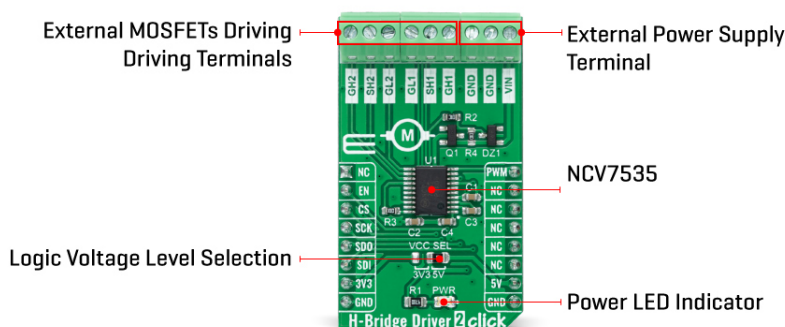 External MOSFETs Driving
Driving Terminals
External Power Supply
Terminal
GH2 SH2 GL2 GL1 SH1 GH1 GND GND VIN
R2
M
Q1 R4 DZ1
U1
NC PWM
EN NC
CS NC
SCK NC
SDO NC
SDI NC
3V3 5V
GND GND
NCV7535
C1
R3 C3
C2 C4
Logic Voltage Level Selection
VCC SEL
3V3 5V
R1 PWR
Power LED Indicator
H-Bridge Driver 2 click